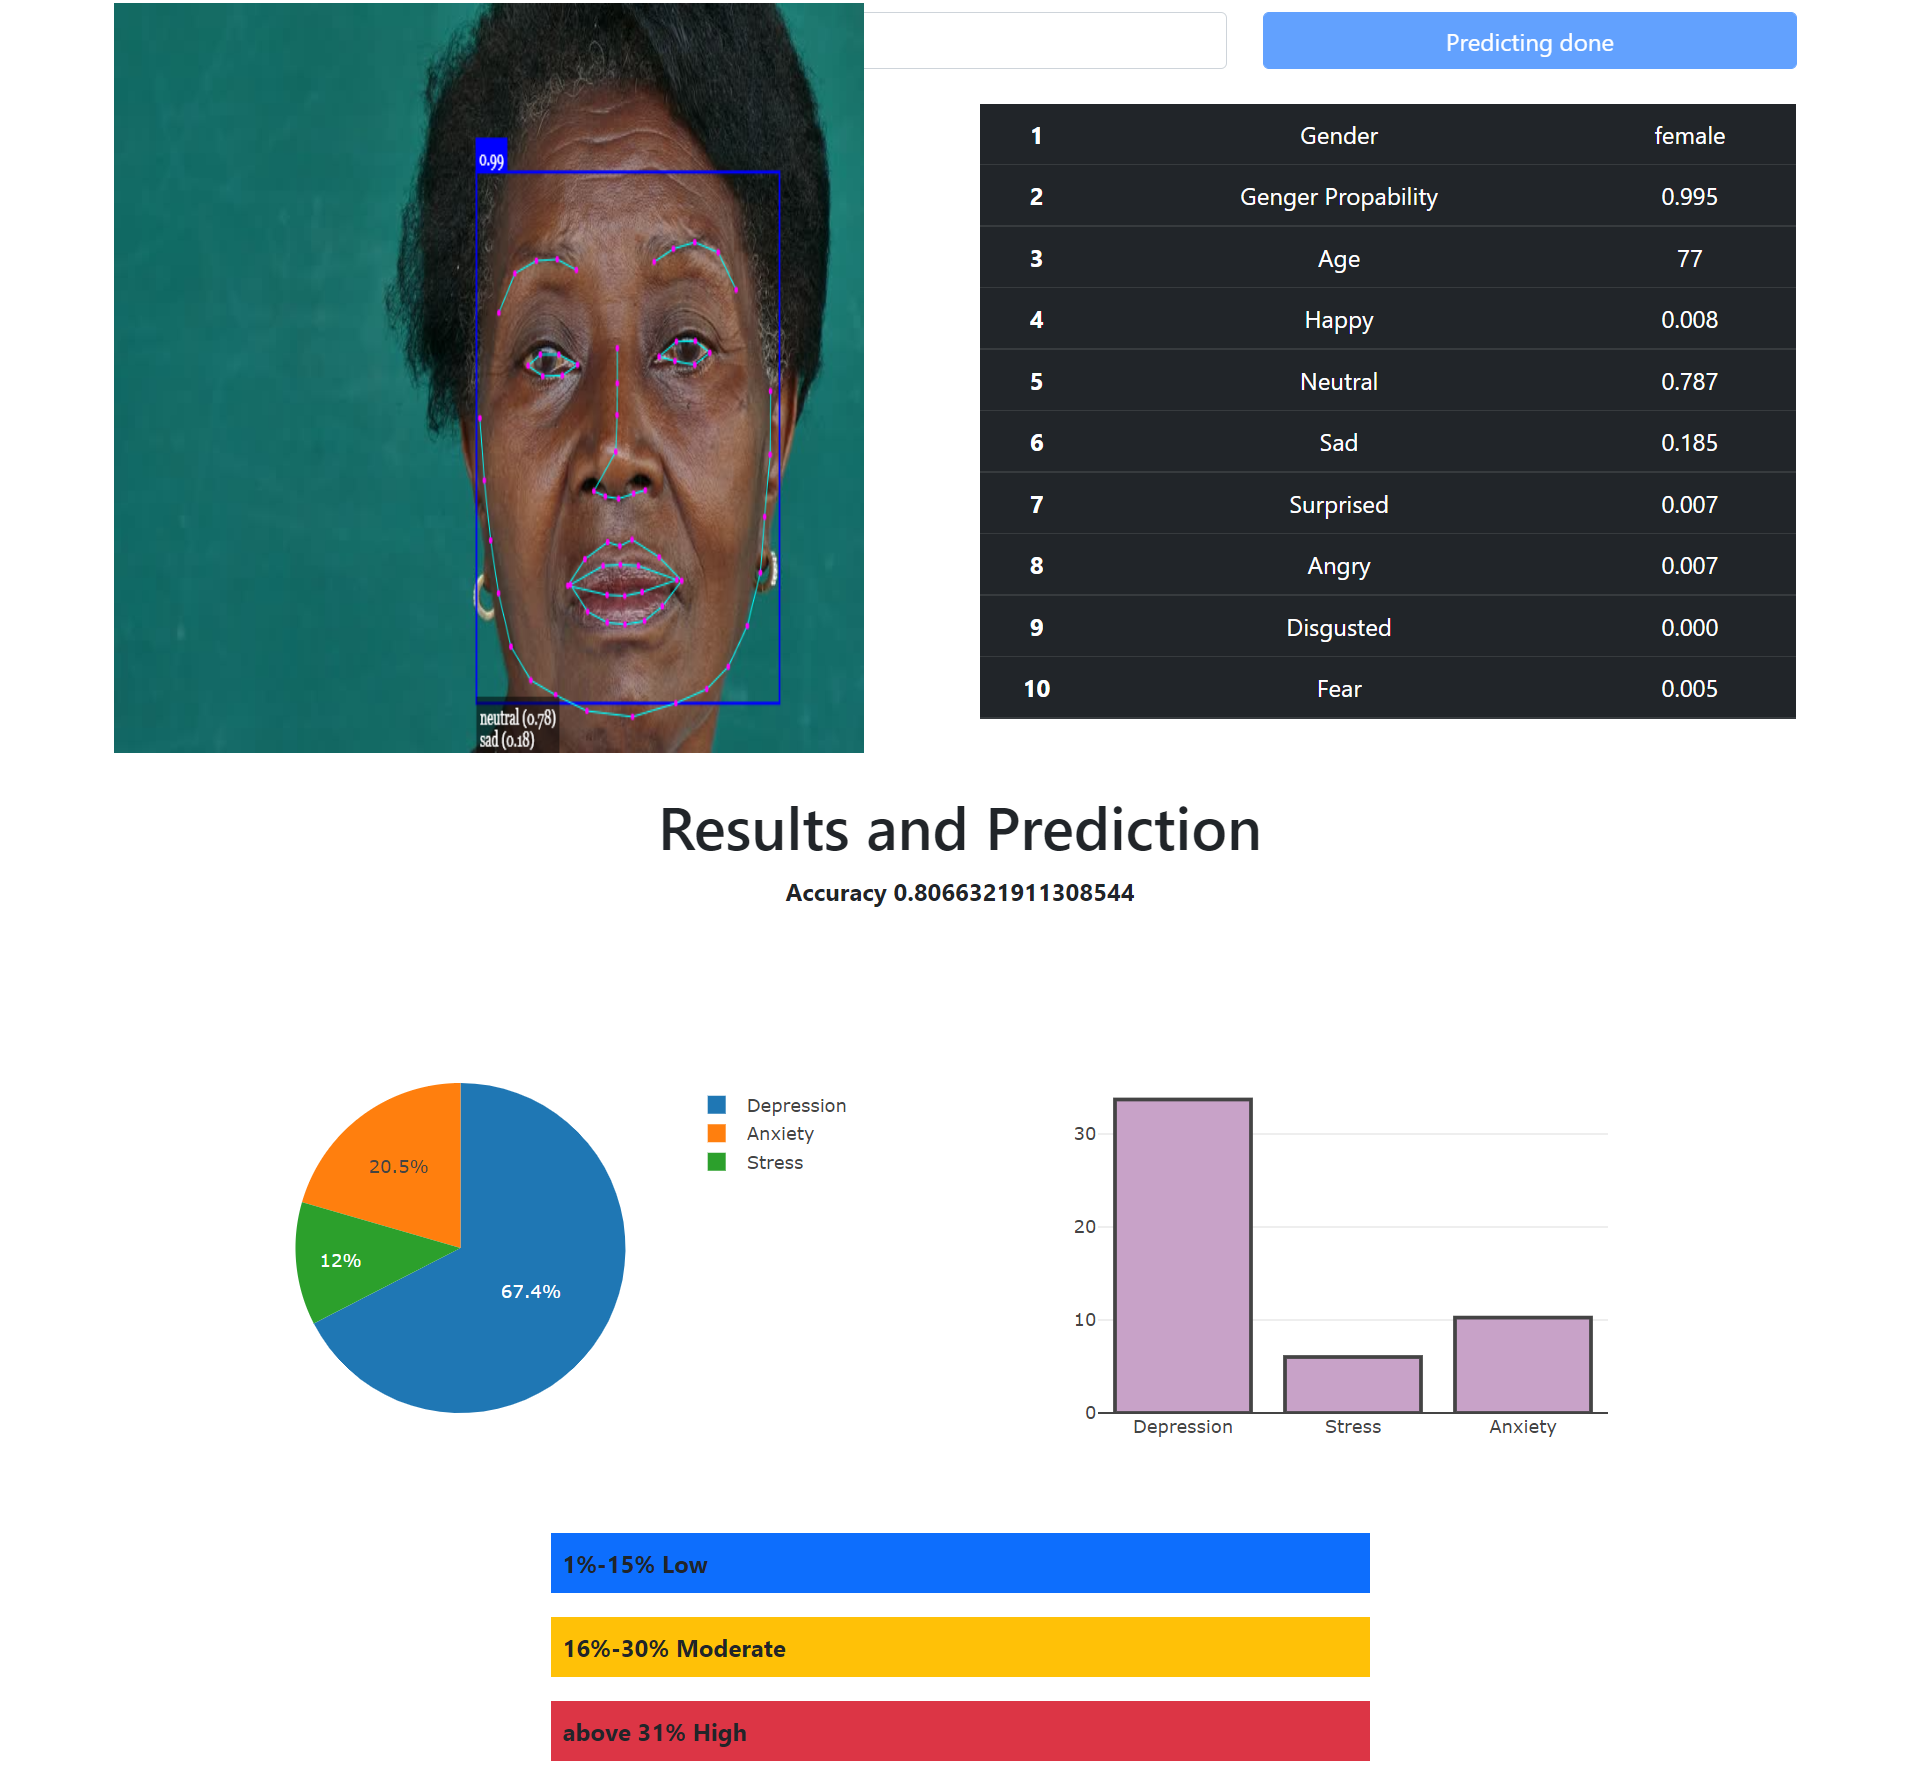 Predicting done
0.99
neutral (0.78)
sad (0.18)
1 Gender female
2 Genger Propability 0.995
3 Age 77
4 Happy 0.008
5 Neutral 0.787
6 Sad 0.185
7 Surprised 0.007
8 Angry 0.007
9 Disgusted 0.000
10 Fear 0.005
Results and Prediction
Accuracy 0.8066321911308544
20.5%
12%
67.4%
Depression
Anxiety
Stress
30
20
10
0
Depression Stress Anxiety
1%-15% Low
16%-30% Moderate
above 31% High